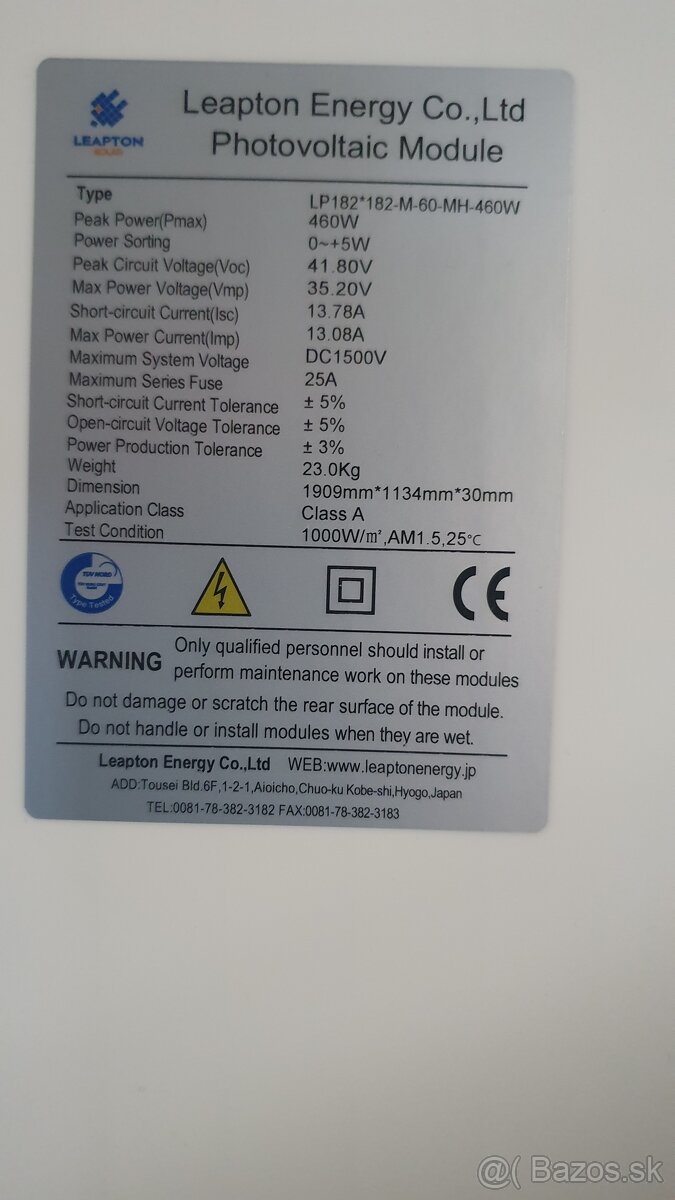 LEAPTON
Leapton Energy Co.,Ltd
Photovoltaic Module
Type LP182*182-M-60-MH-460W
Peak Power(Pmax) 460W
Power Sorting 0~+5W
Peak Circuit Voltage(Voc) 41.80V
Max Power Voltage(Vmp) 35.20V
Short-circuit Current(Isc) 13.78A
Max Power Current(Imp) 13.08A
Maximum System Voltage DC1500V
Maximum Series Fuse 25A
Short-circuit Current Tolerance ± 5%
Open-circuit Voltage Tolerance ± 5%
Power Production Tolerance ± 3%
Weight 23.0Kg
Dimension 1909mm*1134mm*30mm
Application Class Class A
Test Condition 1000W/㎡,AM1.5,25℃
TÜV NORD
Type Tested
CE
WARNING Only qualified personnel should install or
perform maintenance work on these modules
Do not damage or scratch the rear surface of the module.
Do not handle or install modules when they are wet.
Leapton Energy Co.,Ltd WEB:www.leaptonenergy.jp
ADD:Tousei Bld.6F,1-2-1,Aioicho,Chuo-ku Kobe-shi,Hyogo,Japan
TEL:0081-78-382-3182 FAX:0081-78-382-3183
@( Bazos.sk